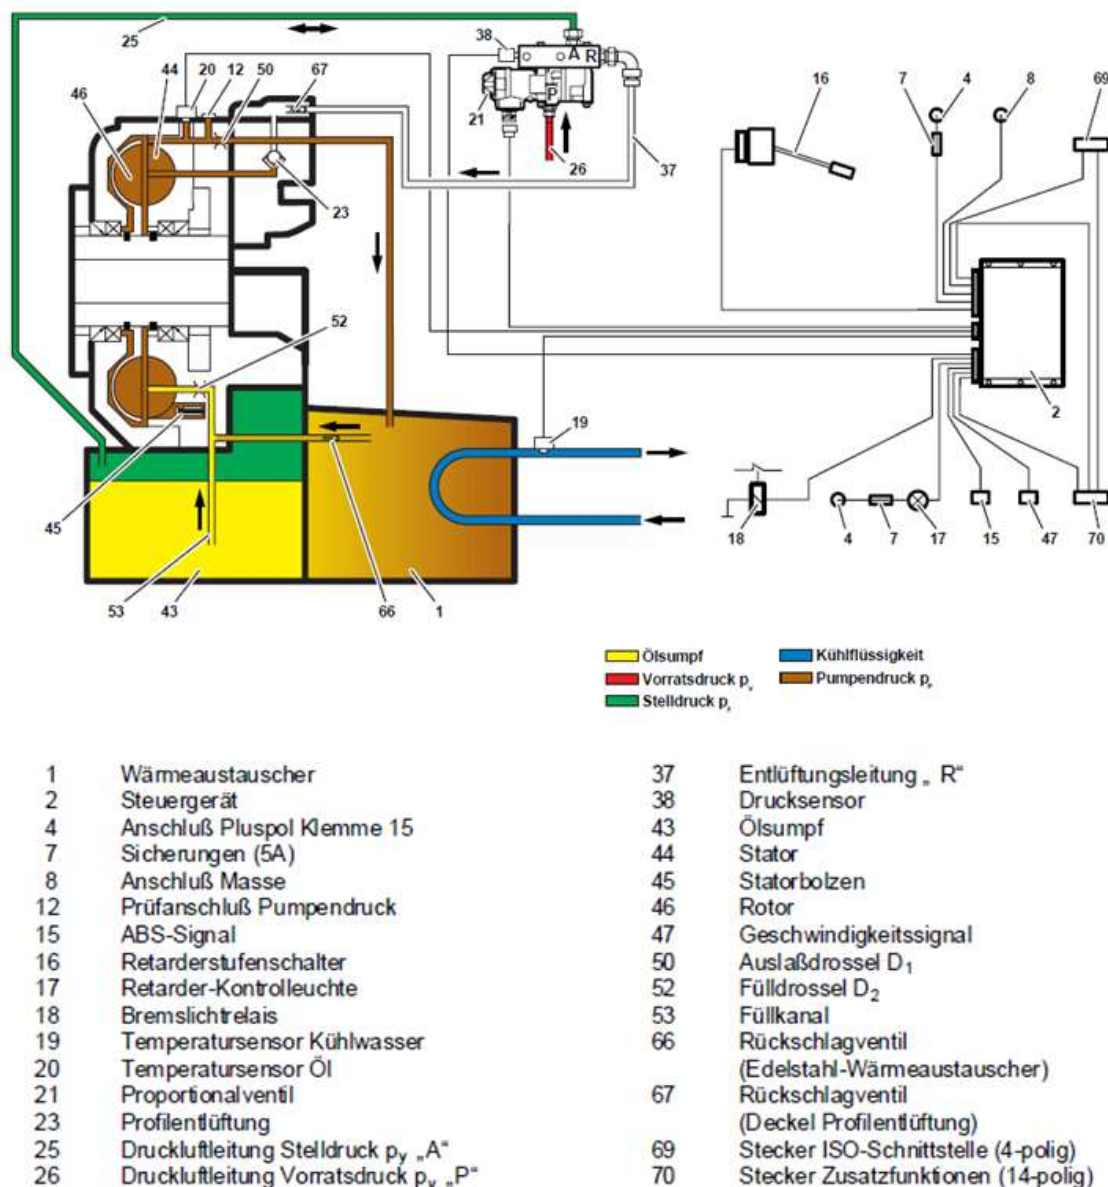 25
44
20
12
50
67
38
A
R
P
46
21
26
37
23
16
7
4
8
69
52
2
19
45
18
4
7
17
15
47
70
53
43
66
1
Ölsumpf
Kühlflüssigkeit
Vorratsdruck pv
Pumpendruck pp
Stelldruck py
1 Wärmeaustauscher
2 Steuergerät
4 Anschluß Pluspol Klemme 15
7 Sicherungen (5A)
8 Anschluß Masse
12 Prüfanschluß Pumpendruck
15 ABS-Signal
16 Retarderstufenschalter
17 Retarder-Kontrolleuchte
18 Bremslichtrelais
19 Temperatursensor Kühlwasser
20 Temperatursensor Öl
21 Proportionalventil
23 Profilentlüftung
25 Druckluftleitung Stelldruck py „A“
26 Druckluftleitung Vorratsdruck pv „P“
37 Entlüftungsleitung „ R“
38 Drucksensor
43 Ölsumpf
44 Stator
45 Statorbolzen
46 Rotor
47 Geschwindigkeitssignal
50 Auslaßdrossel D1
52 Fülldrossel D2
53 Füllkanal
66 Rückschlagventil
(Edelstahl-Wärmeaustauscher)
67 Rückschlagventil
(Deckel Profilentlüftung)
69 Stecker ISO-Schnittstelle (4-polig)
70 Stecker Zusatzfunktionen (14-polig)